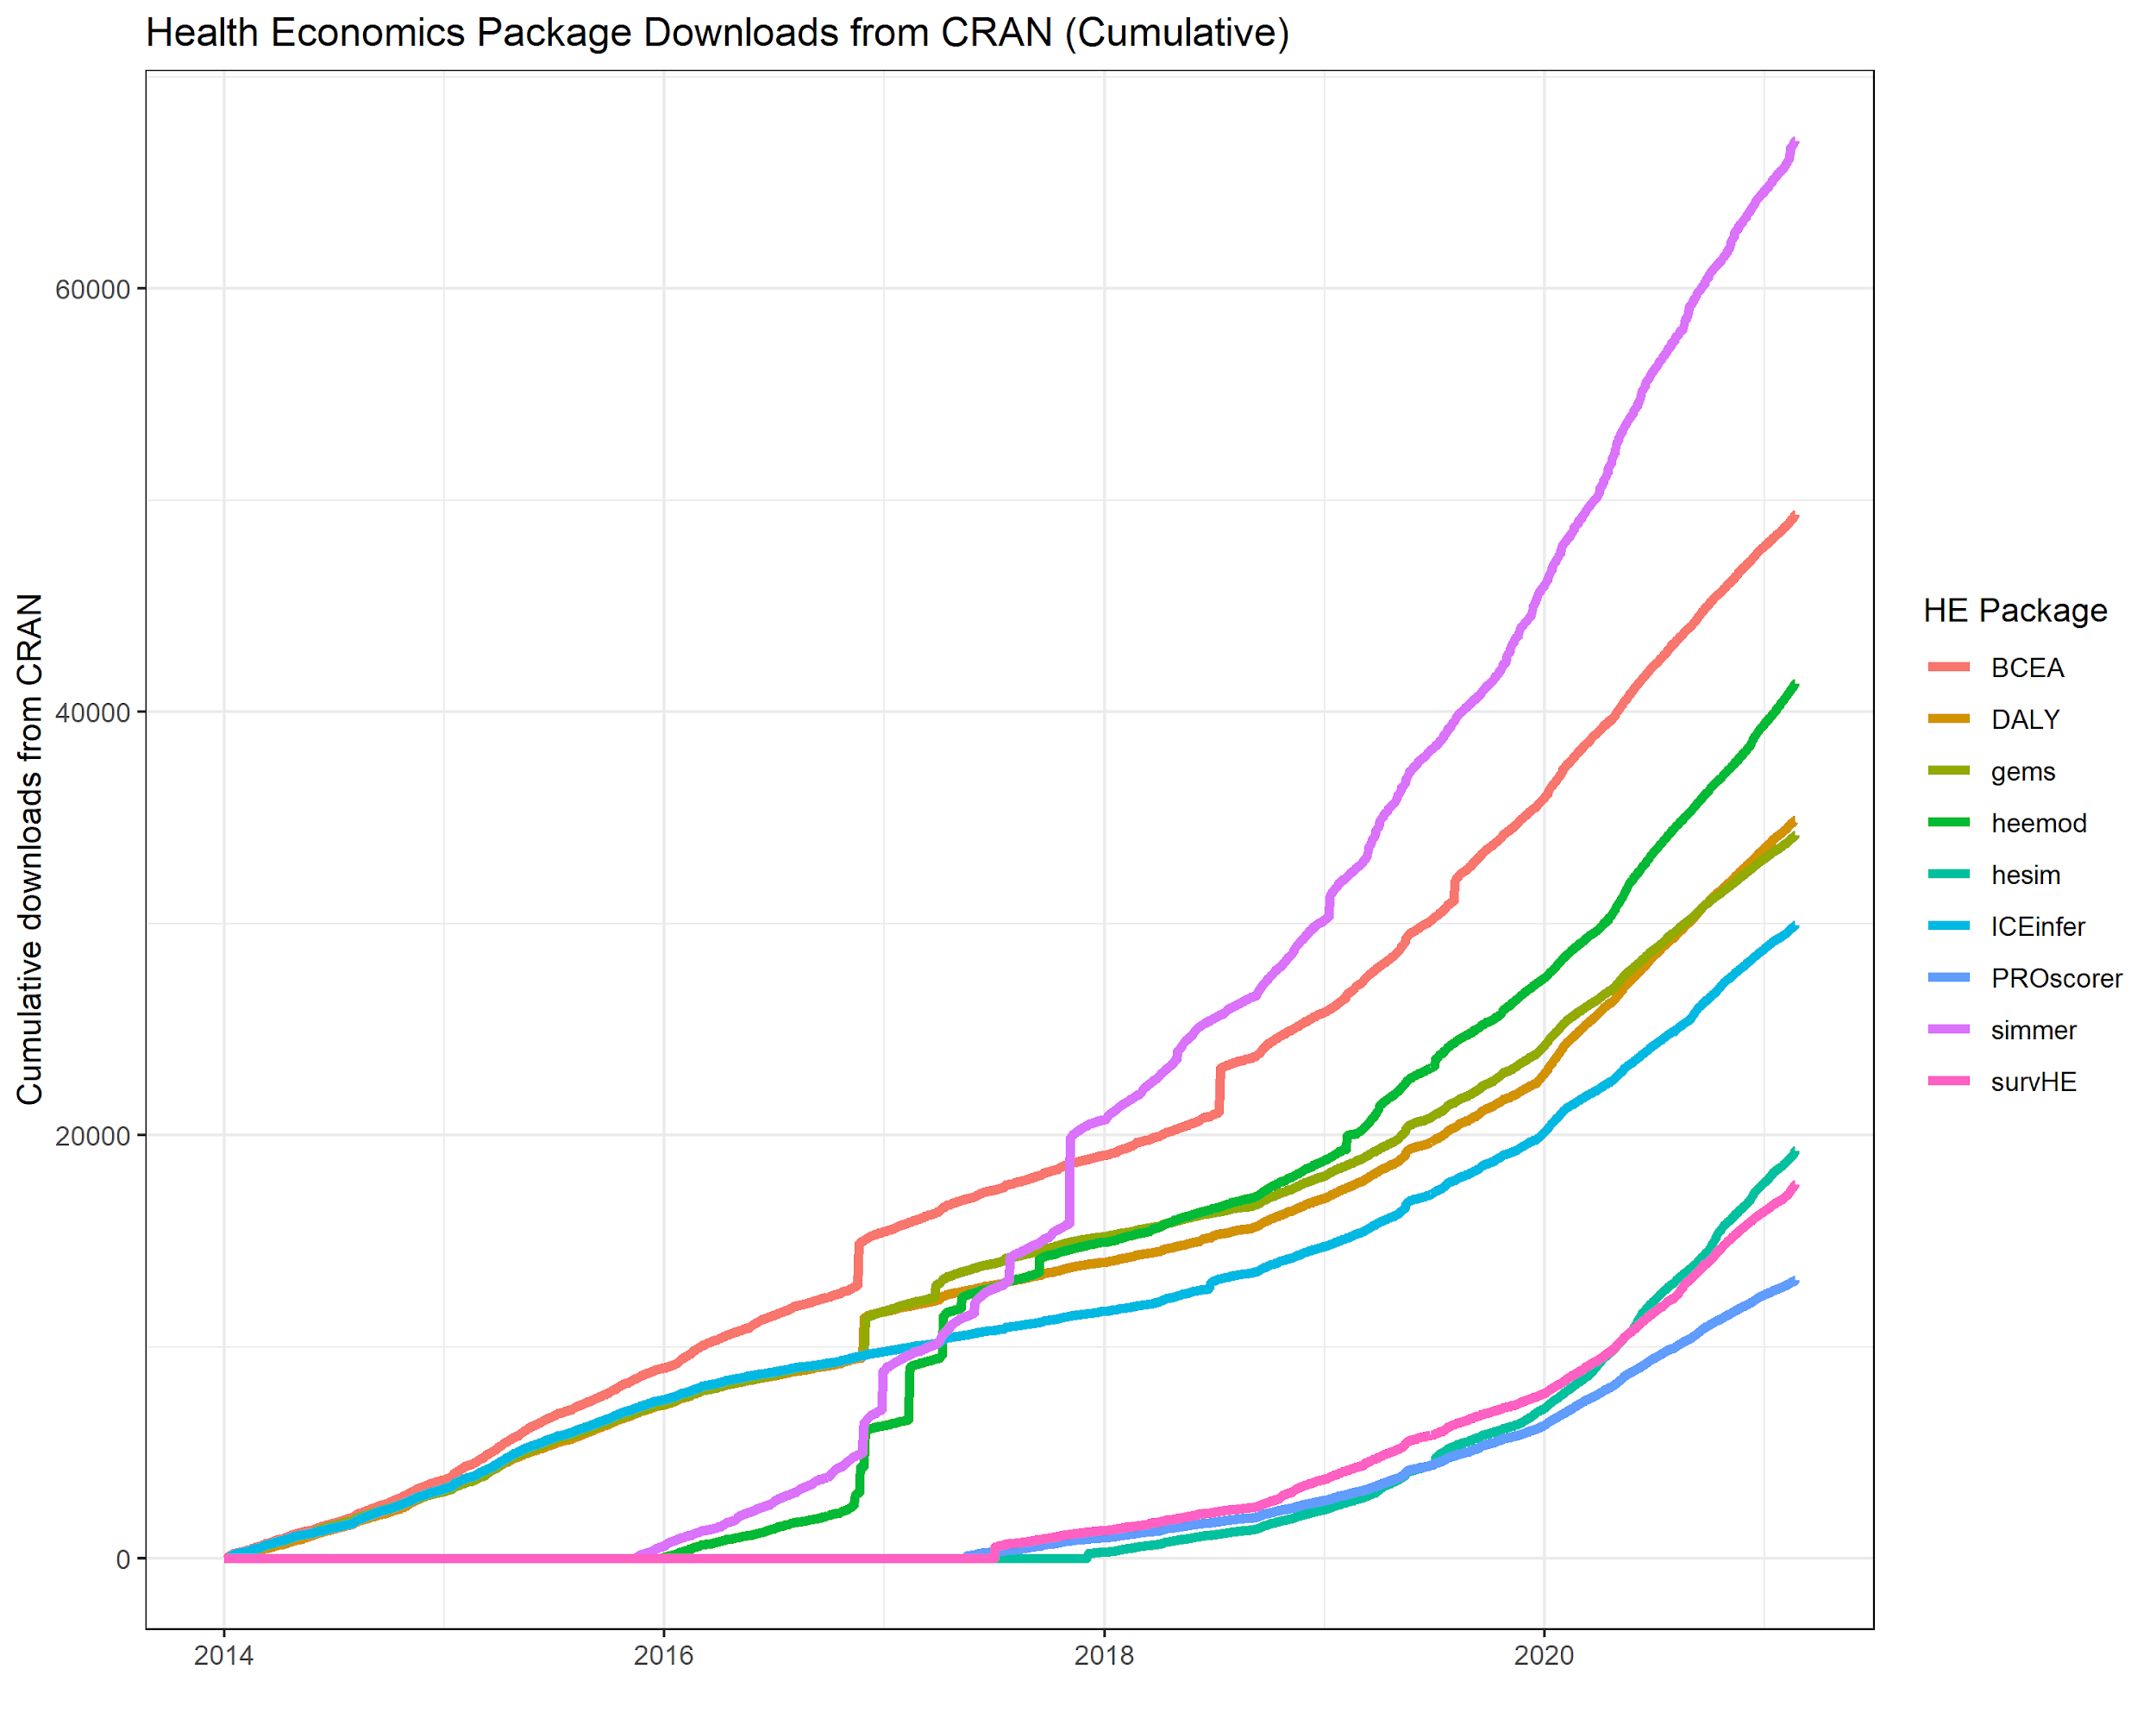 Health Economics Package Downloads from CRAN (Cumulative)
Cumulative downloads from CRAN
60000
40000
20000
0
2014
2016
2018
2020
HE Package
BCEA
DALY
gems
heemod
hesim
ICEinfer
PROscorer
simmer
survHE